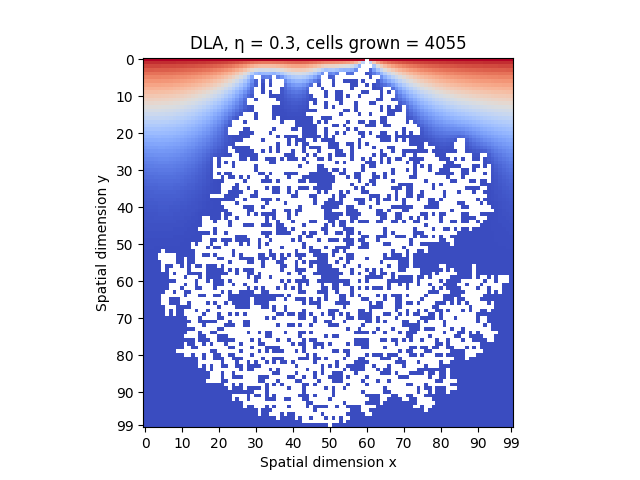 DLA, η = 0.3, cells grown = 4055
0
10
20
30
40
50
60
70
80
90
99
Spatial dimension y
0 10 20 30 40 50 60 70 80 90 99
Spatial dimension x